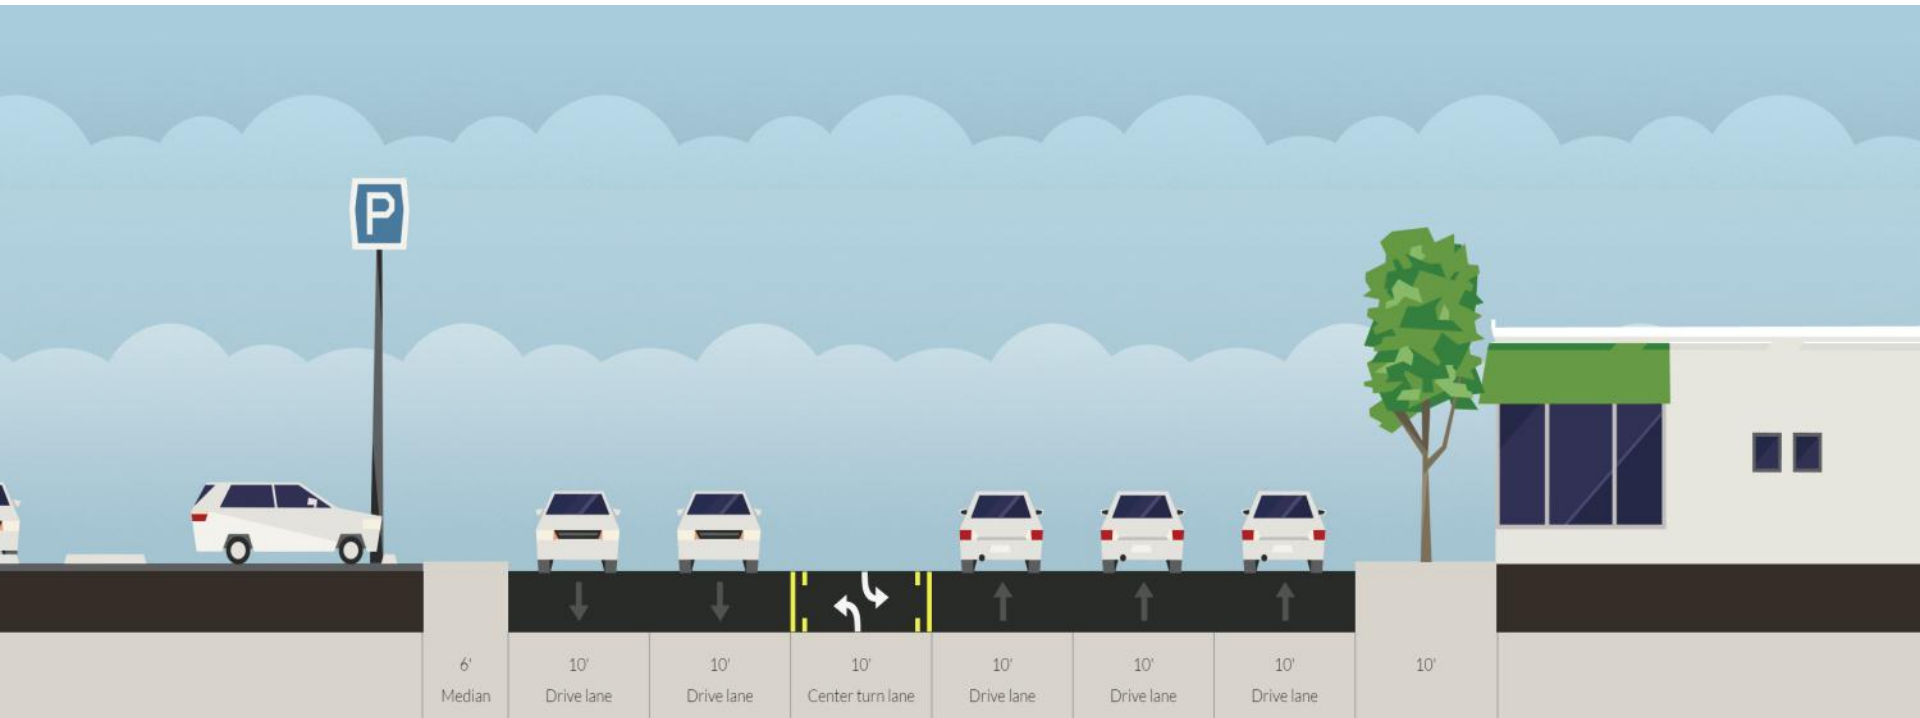 P
6' 10' 10' 10' 10' 10' 10' 10'
Median Drive lane Drive lane Center turn lane Drive lane Drive lane Drive lane